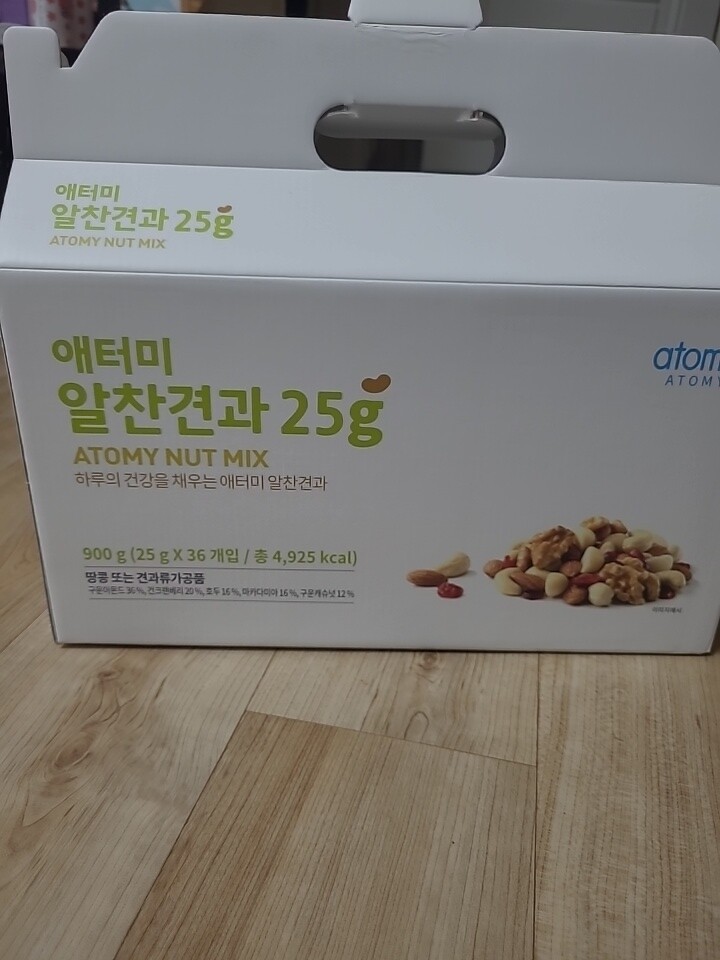 애터미
알찬견과 25g
ATOMY NUT MIX
애터미
알찬견과 25g
ATOMY NUT MIX
하루의 건강을 채우는 애터미 알찬견과
atom
ATOMY
900 g (25 g X 36 개입 / 총 4,925 kcal)
땅콩 또는 견과류가공품
구운아몬드 36 %, 건크랜베리 20 %, 호두 16 %, 마카다미아 16 %, 구운캐슈넛 12 %